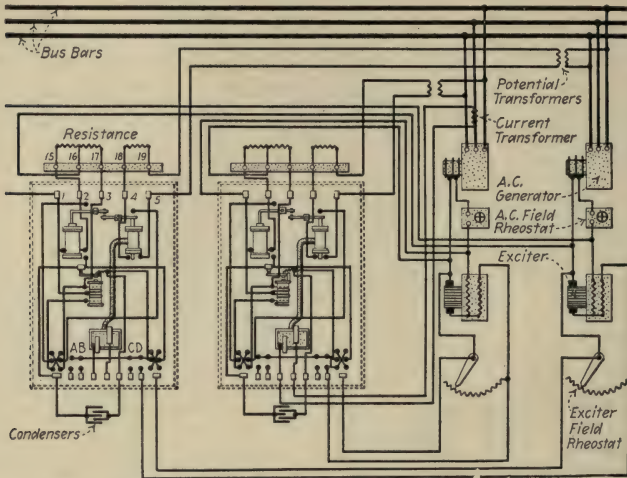 Bus Bars
Potential
Transformers
Current
Transformer
Resistance
15 16 17 18 19
2 3 4 5
A.C.
Generator
A.C. Field
Rheostat
Exciter
AB CD
Condensers
Exciter
Field
Rheostat